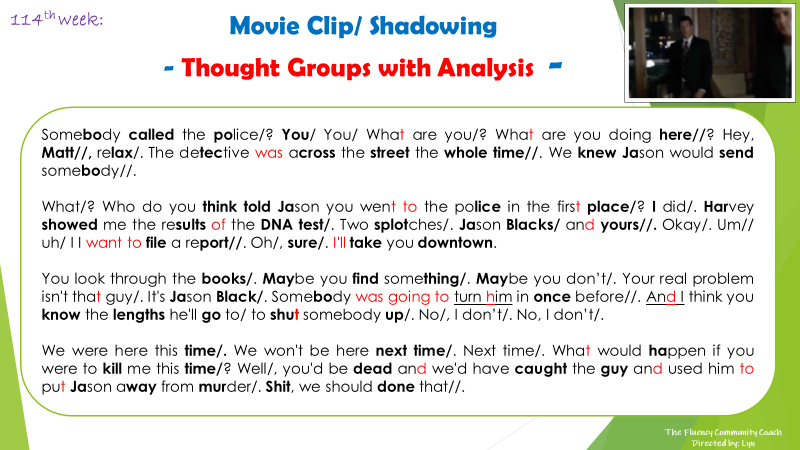 114th week:
Movie Clip/ Shadowing
- Thought Groups with Analysis -
Somebody called the police/? You/ You/ What are you/? What are you doing here//? Hey,
Matt//, relax/. The detective was across the street the whole time//. We knew Jason would send
somebody//.
What/? Who do you think told Jason you went to the police in the first place/? I did/. Harvey
showed me the results of the DNA test/. Two splotches/. Jason Blacks/ and yours//. Okay/. Um//
uh/ I I want to file a report//. Oh/, sure/. I'll take you downtown.
You look through the books/. Maybe you find something/. Maybe you don't/. Your real problem
isn't that guy/. It's Jason Black/. Somebody was going to turn him in once before//. And I think you
know the lengths he'll go to/ to shut somebody up/. No/, I don't/. No, I don't/.
We were here this time/. We won't be here next time/. Next time/. What would happen if you
were to kill me this time/? Well/, you'd be dead and we'd have caught the guy and used him to
put Jason away from murder/. Shit, we should done that//.
The Fluency Community Coach
Directed by: Lyn